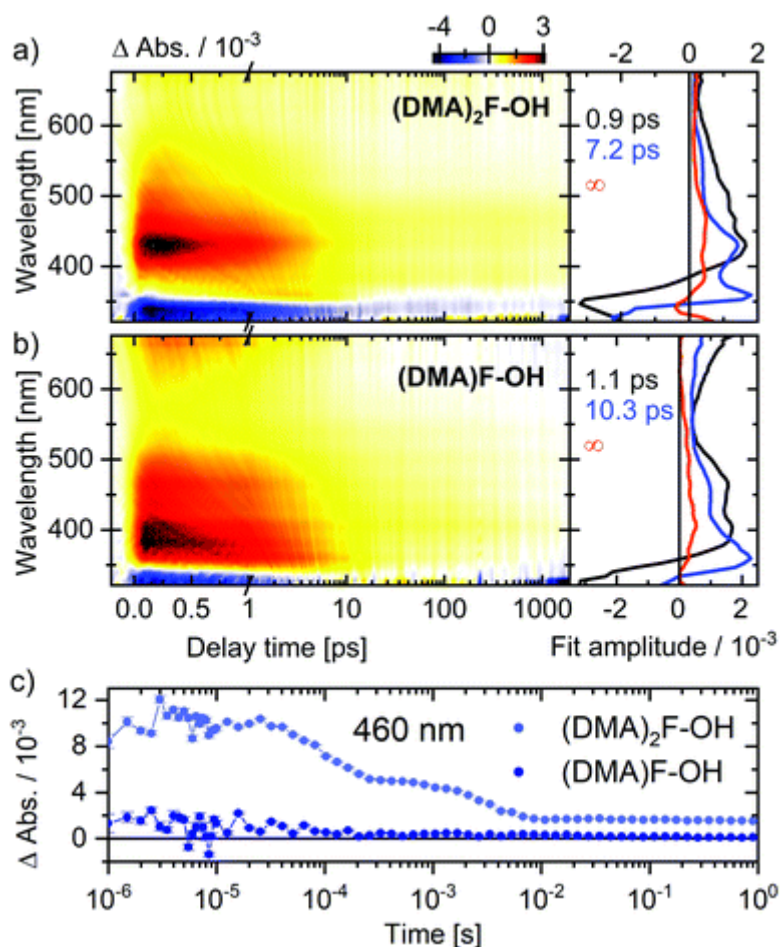 a)
Δ Abs. / 10⁻³
-4 0 3
-2 0 2
Wavelength [nm]
600
500
400
(DMA)₂F-OH
0.9 ps
7.2 ps
∞
b)
Wavelength [nm]
600
500
400
(DMA)F-OH
1.1 ps
10.3 ps
∞
0.0 0.5 1 10 100 1000
-2 0 2
Delay time [ps]
Fit amplitude / 10⁻³
c)
Δ Abs. / 10⁻³
12
8
4
0
460 nm
(DMA)₂F-OH
(DMA)F-OH
10⁻⁶ 10⁻⁵ 10⁻⁴ 10⁻³ 10⁻² 10⁻¹ 10⁰
Time [s]